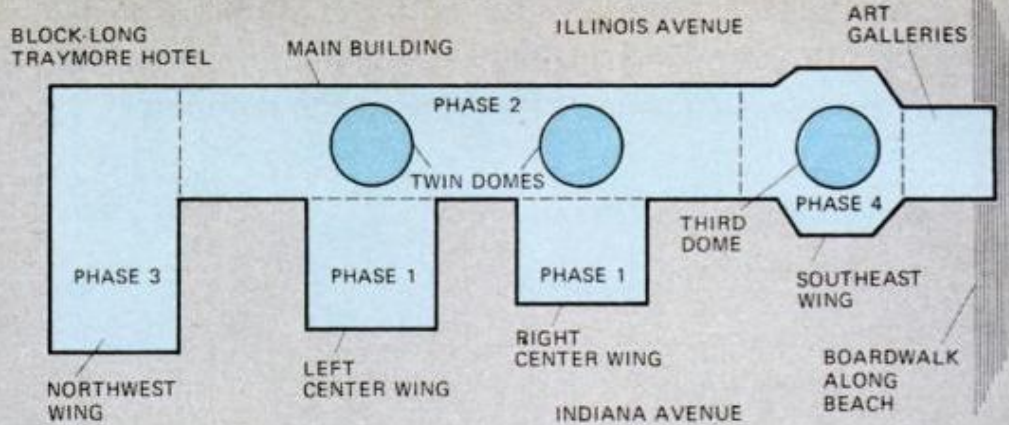 BLOCK-LONG
TRAYMORE HOTEL
MAIN BUILDING
ILLINOIS AVENUE
ART
GALLERIES
PHASE 2
TWIN DOMES
THIRD
DOME
PHASE 4
PHASE 3
PHASE 1
PHASE 1
SOUTHEAST
WING
NORTHWEST
WING
LEFT
CENTER WING
RIGHT
CENTER WING
INDIANA AVENUE
BOARDWALK
ALONG
BEACH